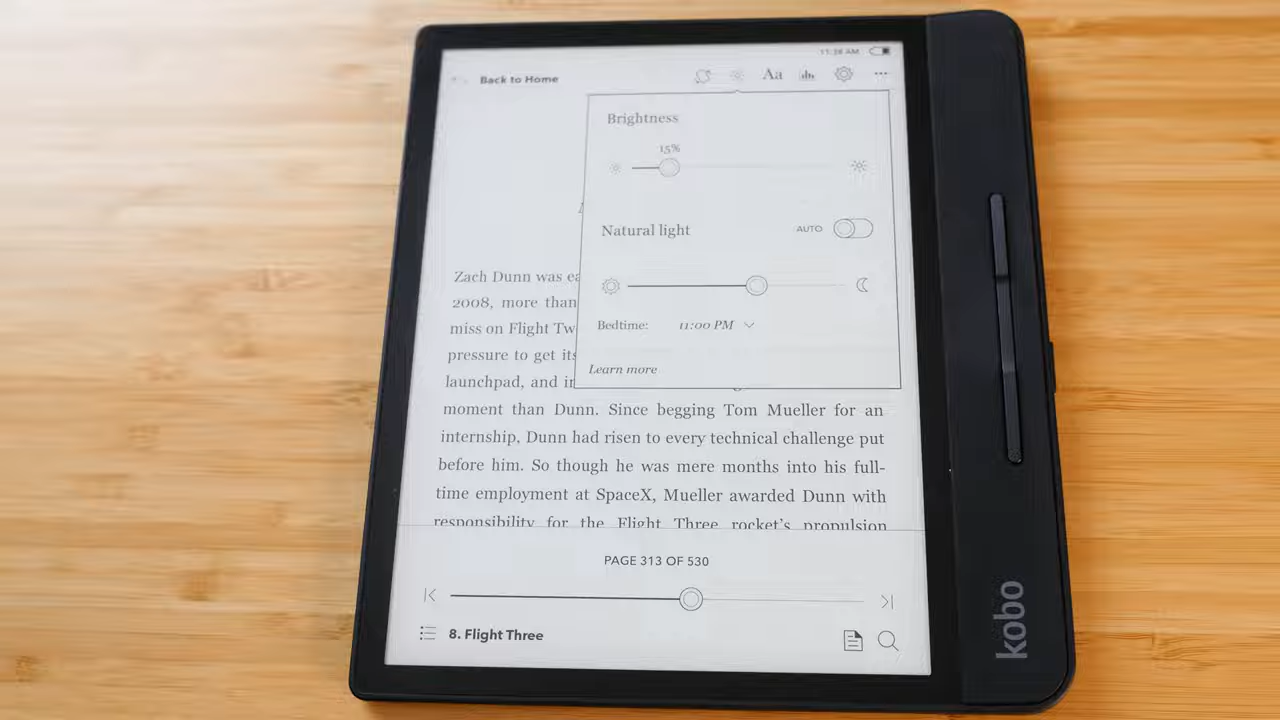 11:38 AM
Back to Home
Aa
Brightness
15%
Natural light
AUTO
Bedtime: 11:00 PM
Learn more
Zach Dunn was ea
2008, more than
miss on Flight Tw
pressure to get its
launchpad, and in
moment than Dunn. Since begging Tom Mueller for an
internship, Dunn had risen to every technical challenge put
before him. So though he was mere months into his full-
time employment at SpaceX, Mueller awarded Dunn with
responsibility for the Flight Three rocket's propulsion
PAGE 313 OF 530
8. Flight Three
kobo